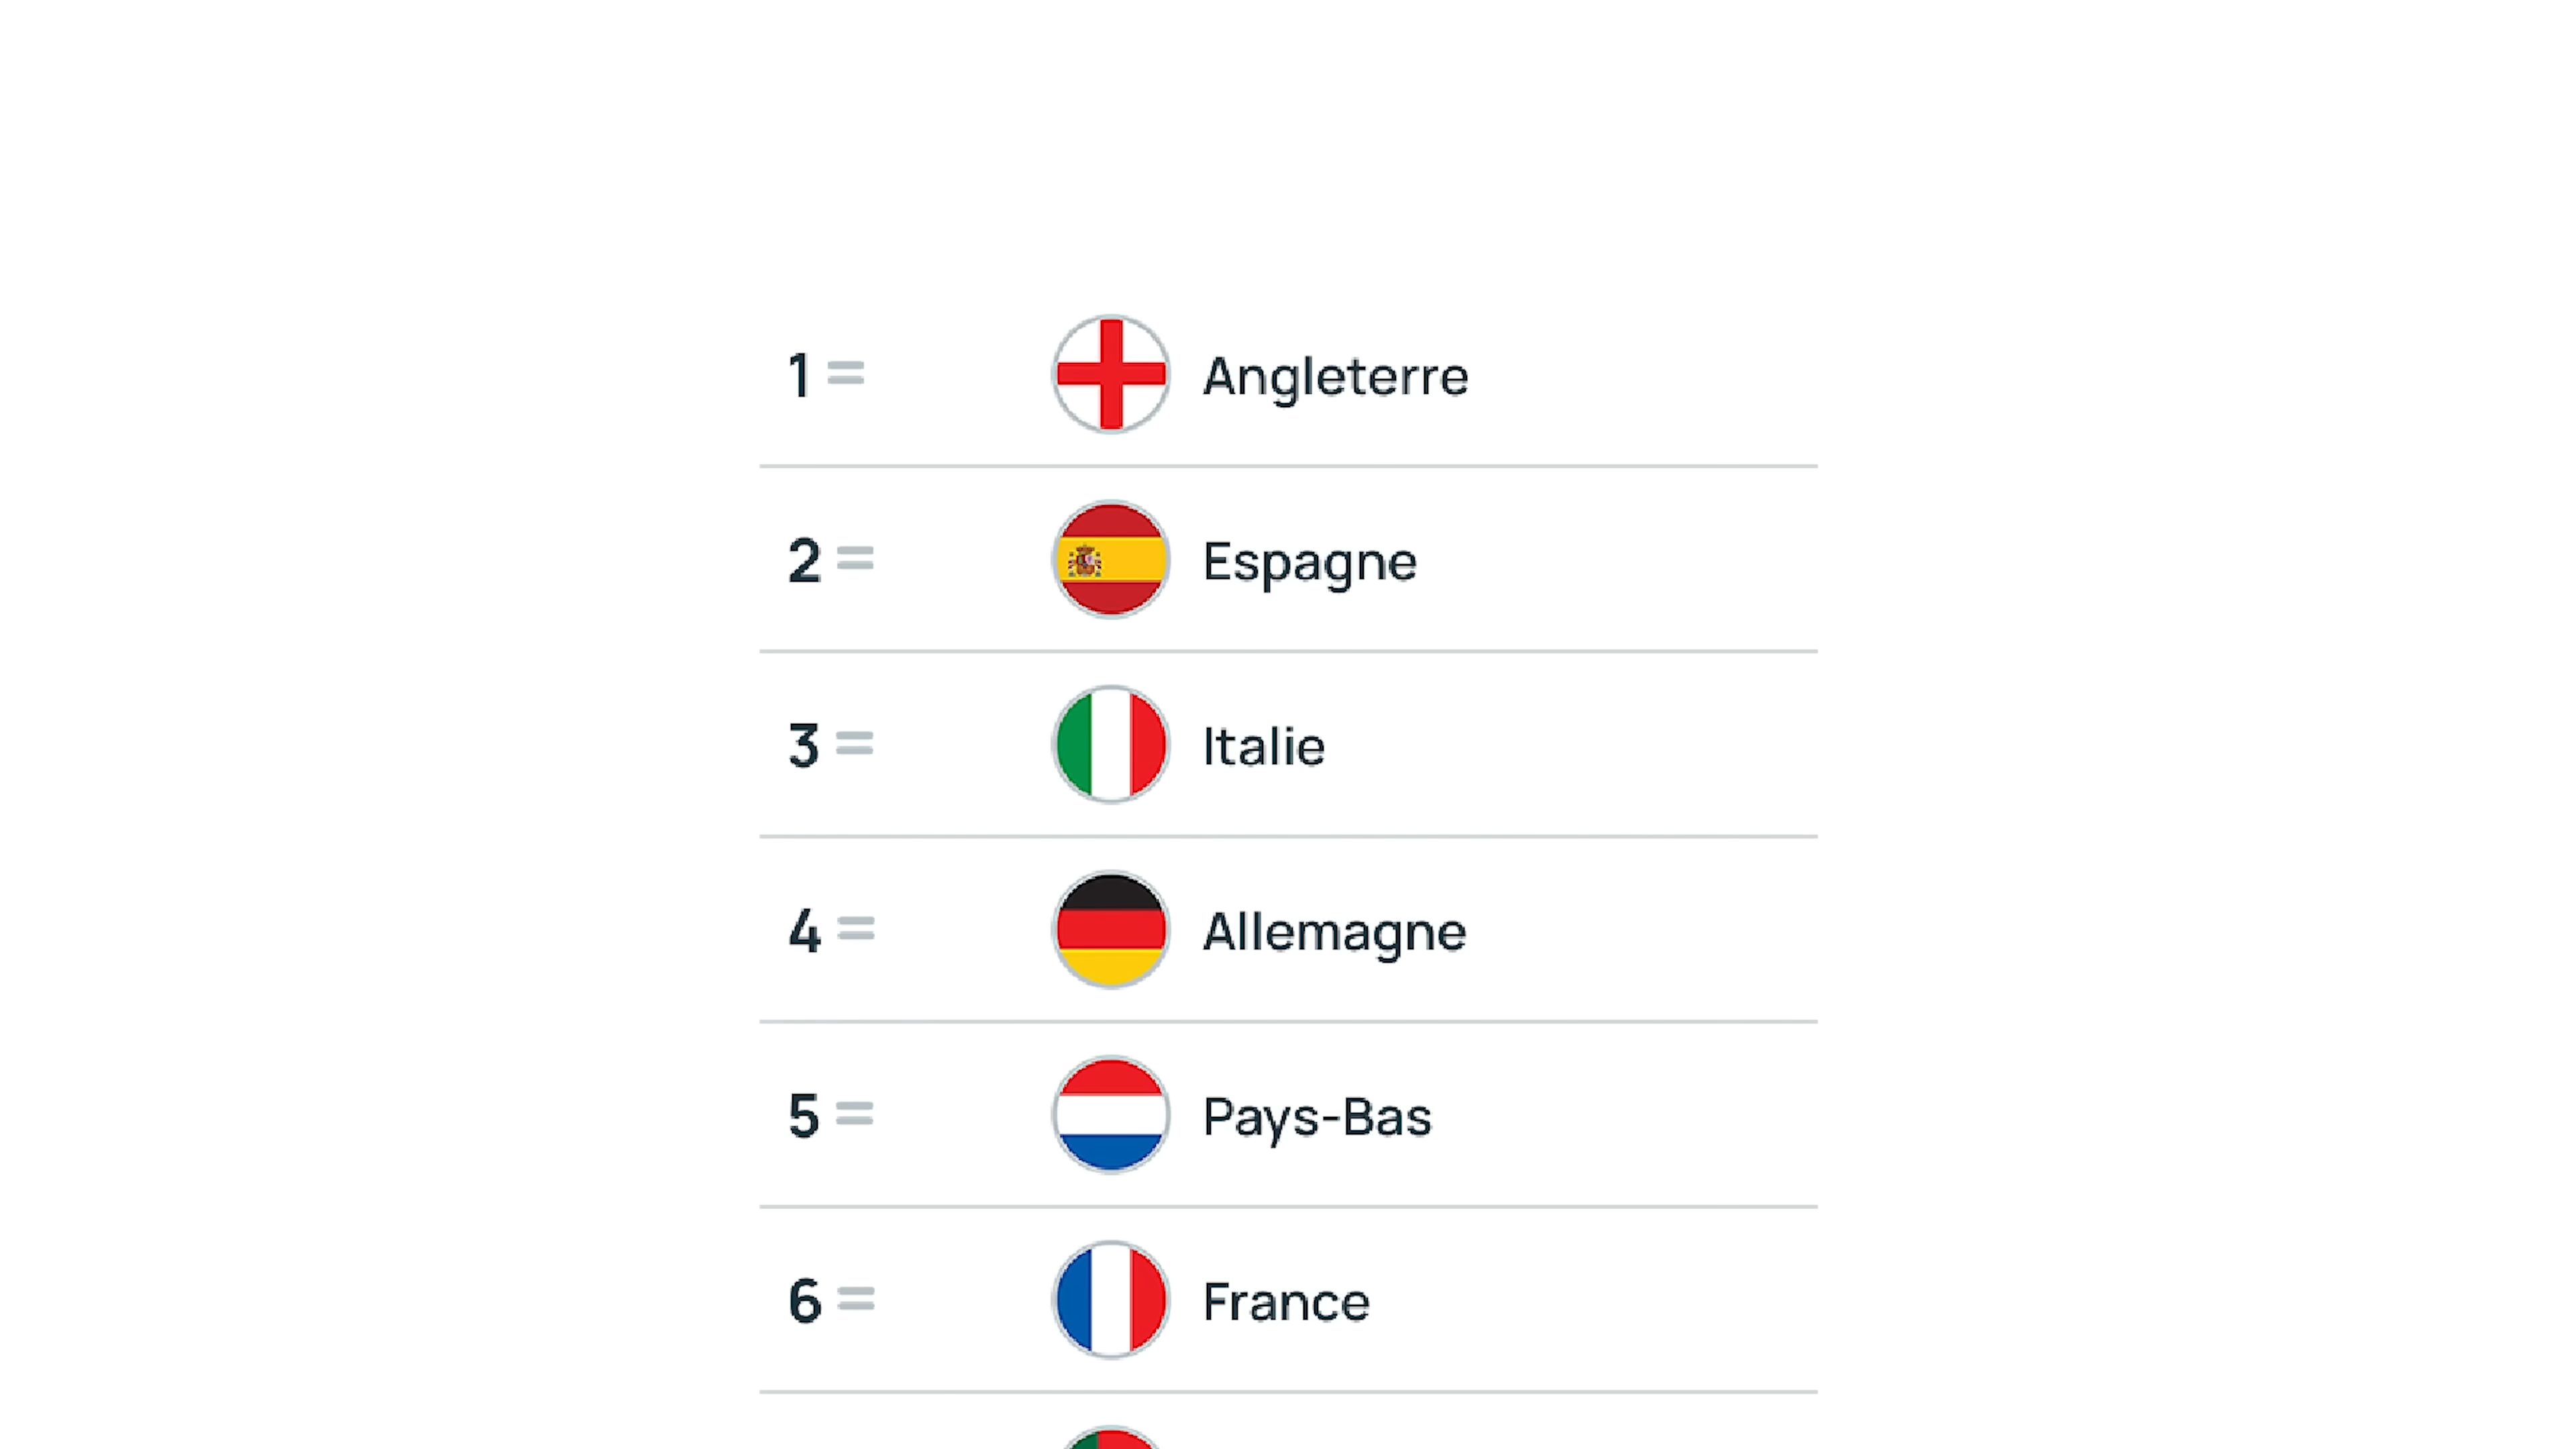 1 = Angleterre
2 = Espagne
3 = Italie
4 = Allemagne
5 = Pays-Bas
6 = France